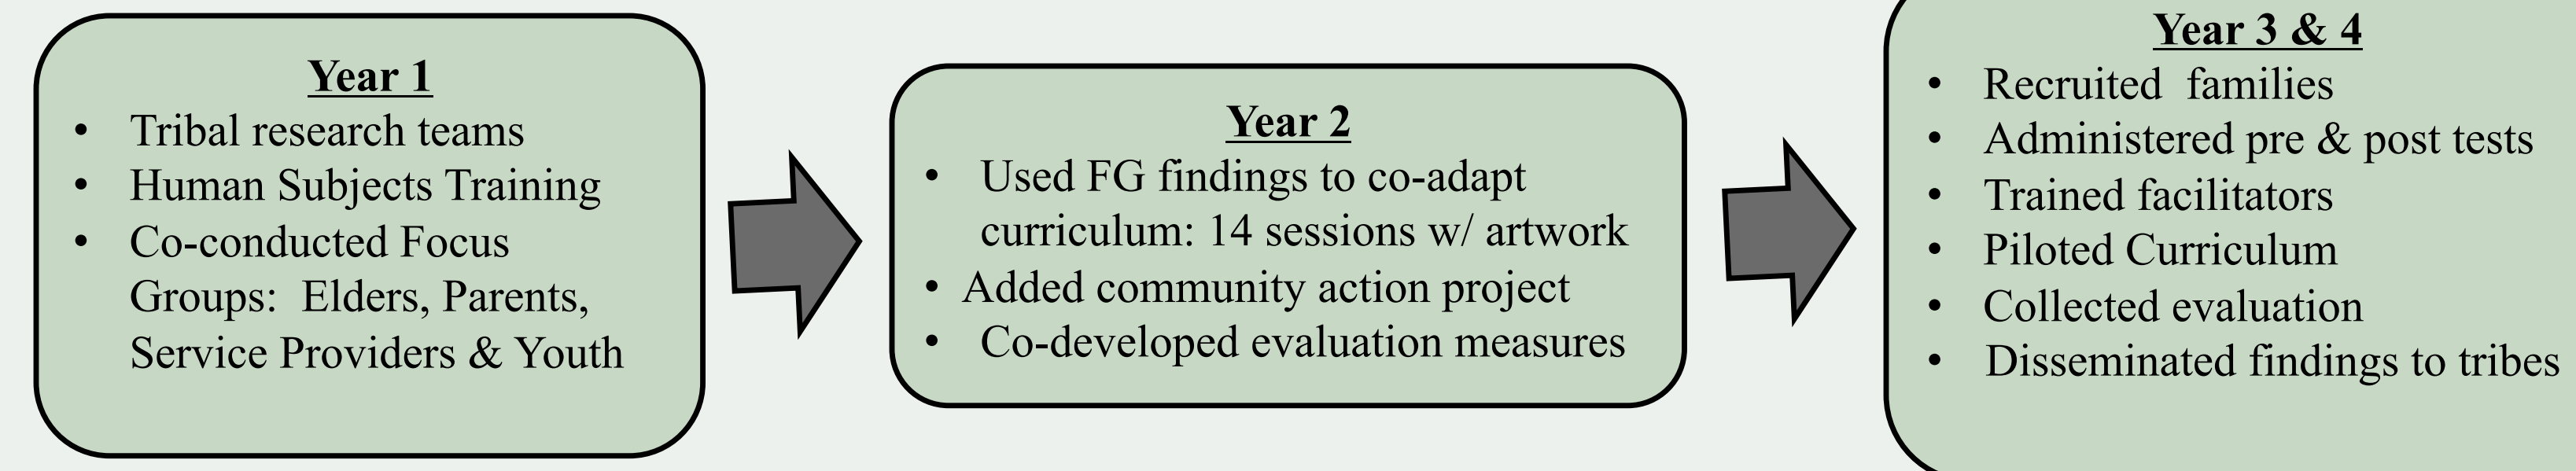 Year 1
• Tribal research teams
• Human Subjects Training
• Co-conducted Focus
Groups:  Elders, Parents,
Service Providers & Youth
Year 2
• Used FG findings to co-adapt
curriculum: 14 sessions w/ artwork
• Added community action project
• Co-developed evaluation measures
Year 3 & 4
• Recruited  families
• Administered pre & post tests
• Trained facilitators
• Piloted Curriculum
• Collected evaluation
• Disseminated findings to tribes